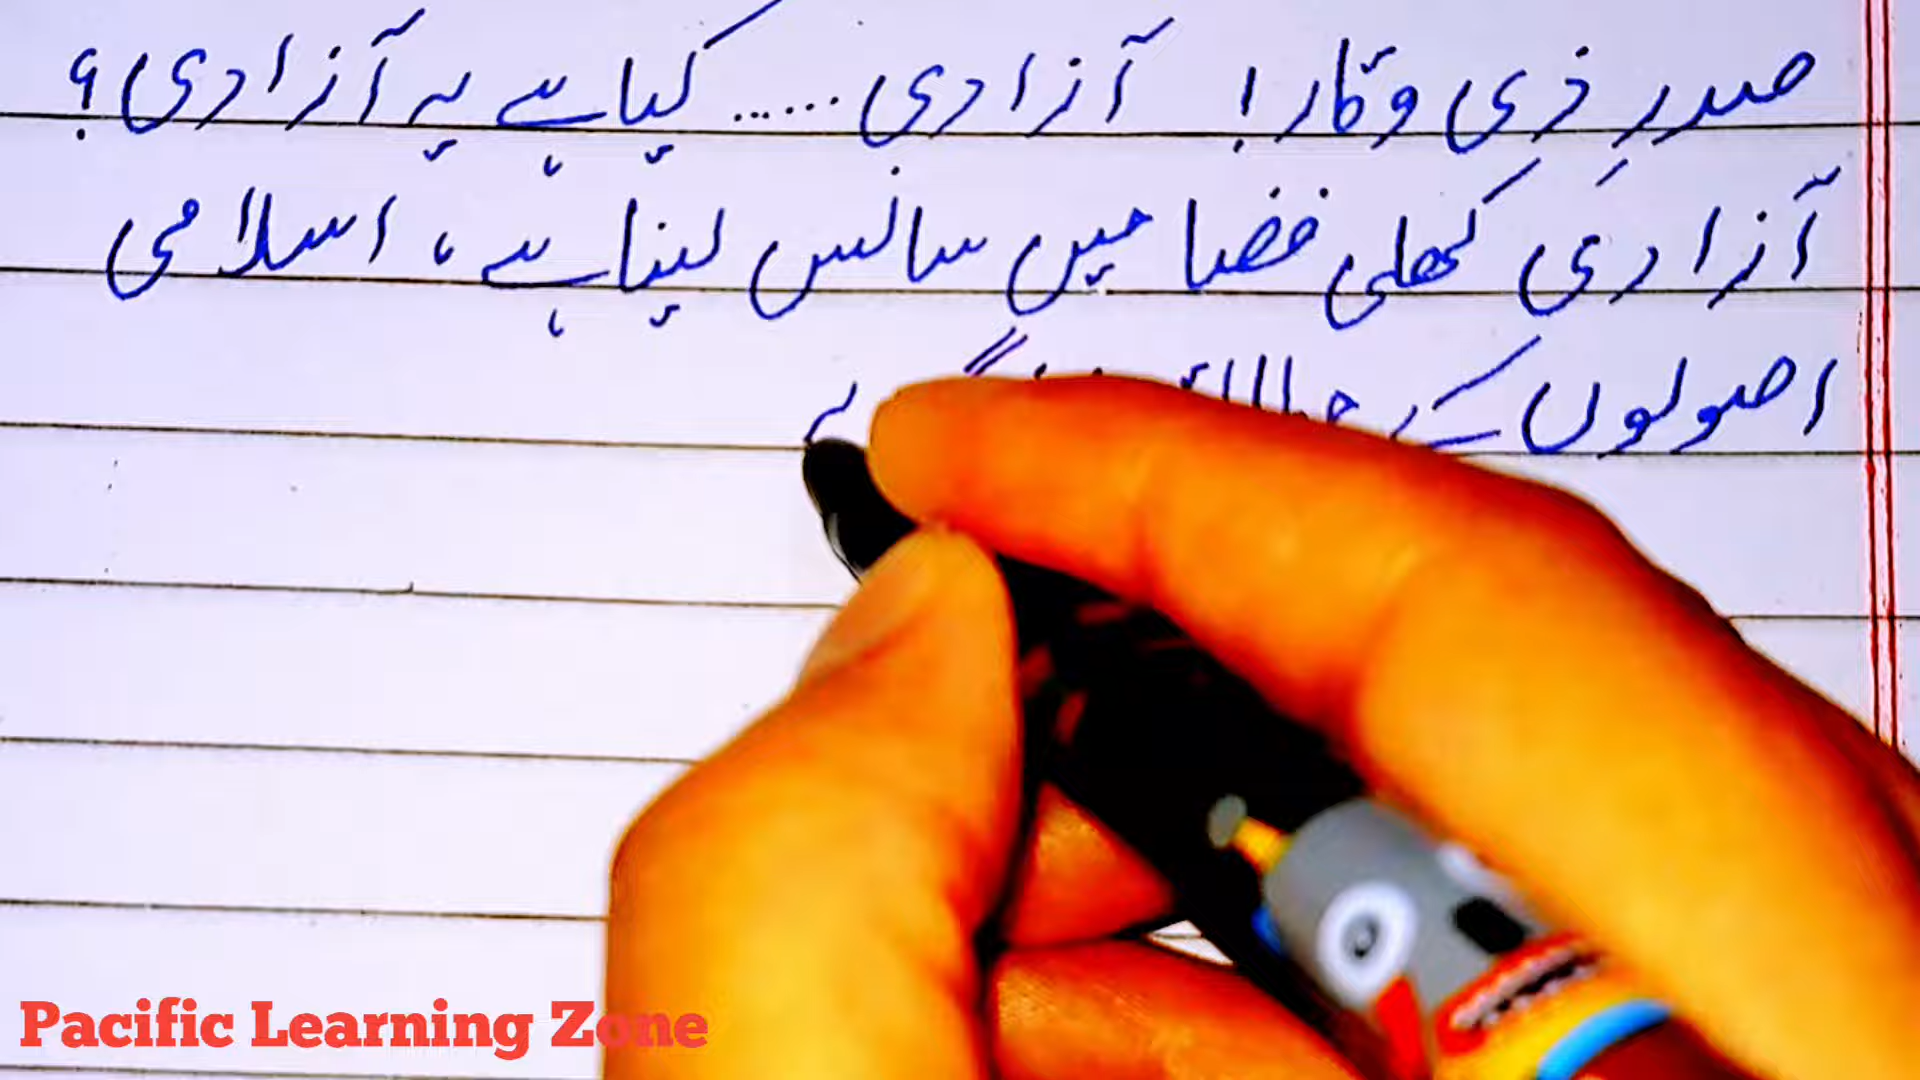 صدرِ ذی وقار! آزادی ...... کیا ہے یہ آزادی؟
آزادی کھلی فضا میں سانس لینا ہے، اسلامی
اصولوں کے
Pacific Learning Zone